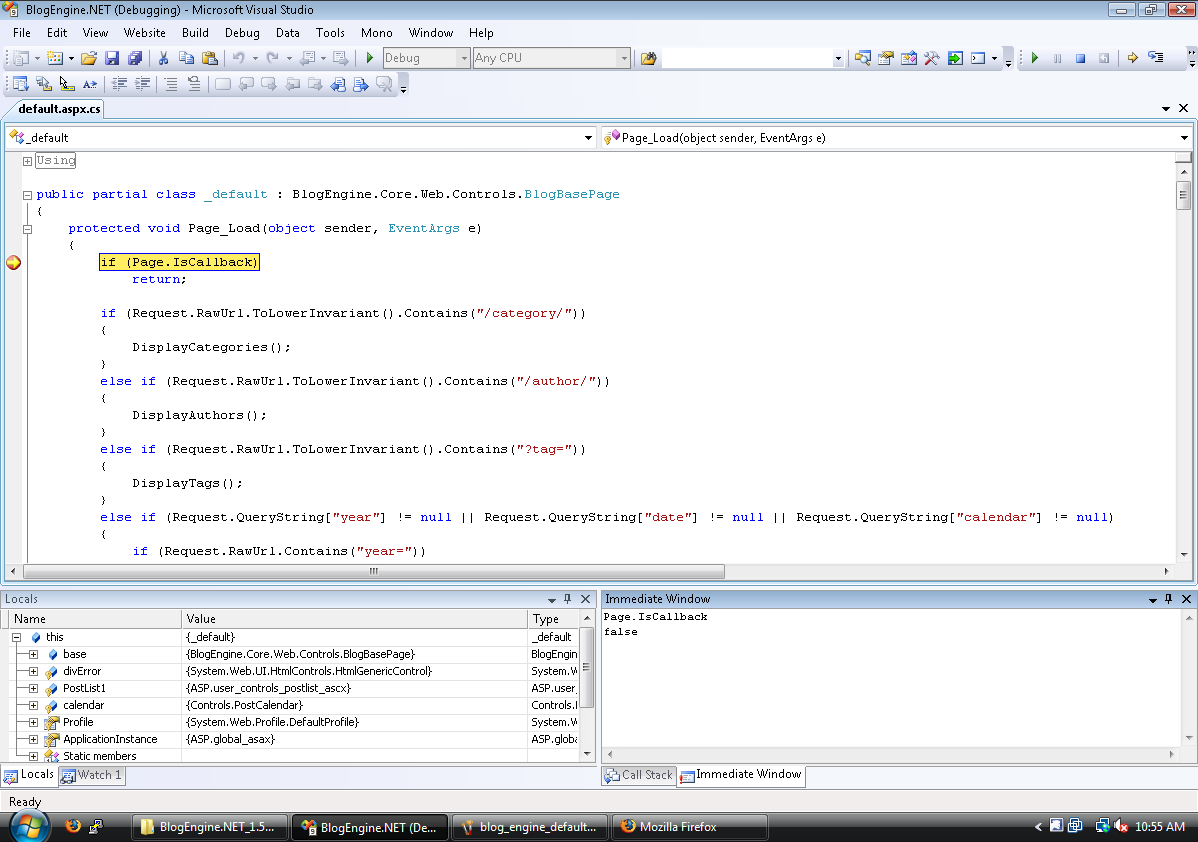 BlogEngine.NET (Debugging) - Microsoft Visual Studio
File Edit View Website Build Debug Data Tools Mono Window Help
Debug Any CPU
default.aspx.cs
_default Page_Load(object sender, EventArgs e)
Using
public partial class _default : BlogEngine.Core.Web.Controls.BlogBasePage
{
protected void Page_Load(object sender, EventArgs e)
{
if (Page.IsCallback)
return;
if (Request.RawUrl.ToLowerInvariant().Contains("/category/"))
{
DisplayCategories();
}
else if (Request.RawUrl.ToLowerInvariant().Contains("/author/"))
{
DisplayAuthors();
}
else if (Request.RawUrl.ToLowerInvariant().Contains("?tag="))
{
DisplayTags();
}
else if (Request.QueryString["year"] != null || Request.QueryString["date"] != null || Request.QueryString["calendar"] != null)
{
if (Request.RawUrl.Contains("year="))
Locals
Name Value Type
this {_default} _default
base {BlogEngine.Core.Web.Controls.BlogBasePage} BlogEngin
divError {System.Web.UI.HtmlControls.HtmlGenericControl} System.W
PostList1 {ASP.user_controls_postlist_ascx} ASP.user_
calendar {Controls.PostCalendar} Controls.
Profile {System.Web.Profile.DefaultProfile} System.W
ApplicationInstance {ASP.global_asax} ASP.globa
Static members
Locals Watch 1
Immediate Window
Page.IsCallback
false
Call Stack Immediate Window
Ready
BlogEngine.NET_1.5... BlogEngine.NET (De... blog_engine_default... Mozilla Firefox 10:55 AM